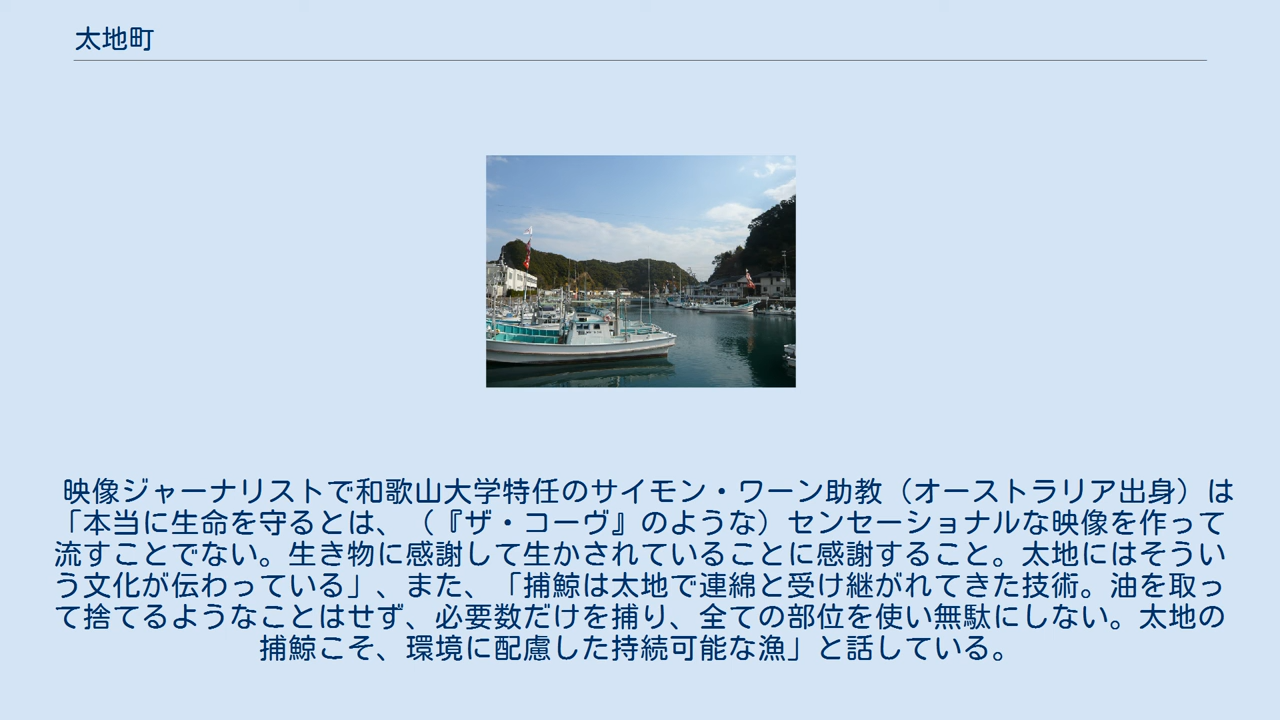 太地町
映像ジャーナリストで和歌山大学特任のサイモン・ワーン助教（オーストラリア出身）は
「本当に生命を守るとは、（『ザ・コーヴ』のような）センセーショナルな映像を作って
流すことでない。生き物に感謝して生かされていることに感謝すること。太地にはそうい
う文化が伝わっている」、また、「捕鯨は太地で連綿と受け継がれてきた技術。油を取っ
て捨てるようなことはせず、必要数だけを捕り、全ての部位を使い無駄にしない。太地の
捕鯨こそ、環境に配慮した持続可能な漁」と話している。